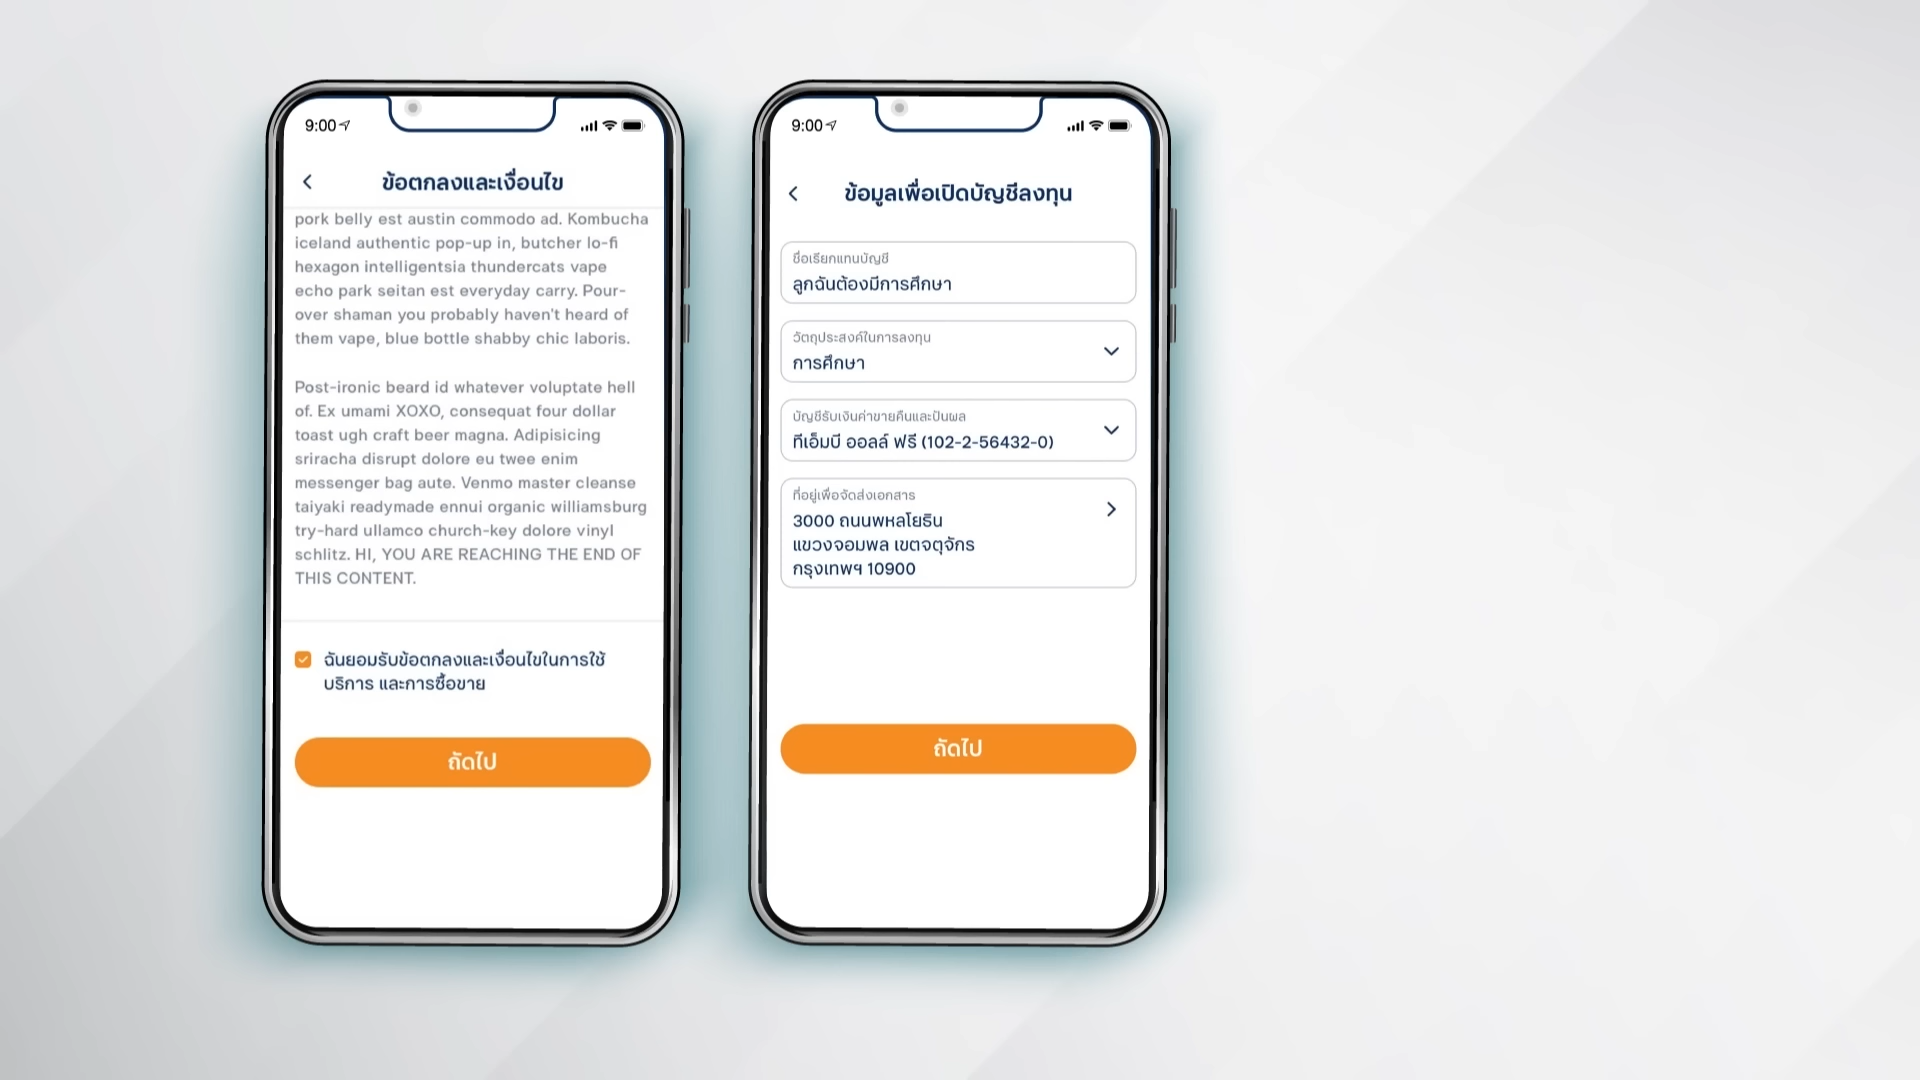 9:00
ข้อตกลงและเงื่อนไข
pork belly est austin commodo ad. Kombucha
iceland authentic pop-up in, butcher lo-fi
hexagon intelligentsia thundercats vape
echo park seitan est everyday carry. Pour-
over shaman you probably haven't heard of
them vape, blue bottle shabby chic laboris.
Post-ironic beard id whatever voluptate hell
of. Ex umami XOXO, consequat four dollar
toast ugh craft beer magna. Adipisicing
sriracha disrupt dolore eu twee enim
messenger bag aute. Venmo master cleanse
taiyaki readymade ennui organic williamsburg
try-hard ullamco church-key dolore vinyl
schlitz. HI, YOU ARE REACHING THE END OF
THIS CONTENT.
ฉันยอมรับข้อตกลงและเงื่อนไขในการใช้
บริการ และการซื้อขาย
ถัดไป
9:00
ข้อมูลเพื่อเปิดบัญชีลงทุน
ชื่อเรียกแทนบัญชี
ลูกฉันต้องมีการศึกษา
วัตถุประสงค์ในการลงทุน
การศึกษา
บัญชีรับเงินค่าขายคืนและปันผล
ทีเอ็มบี ออลล์ ฟรี (102-2-56432-0)
ที่อยู่เพื่อจัดส่งเอกสาร
3000 ถนนพหลโยธิน
แขวงจอมพล เขตจตุจักร
กรุงเทพฯ 10900
ถัดไป